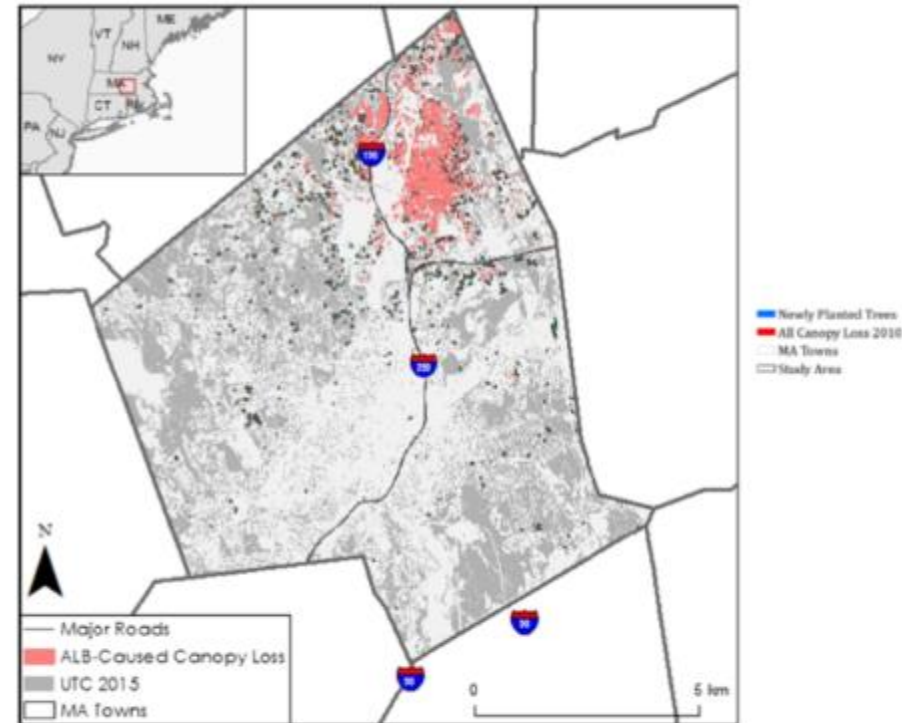 ME
VT
NH
NY
MA
CT
RI
PA
NJ
190
290
90
90
N
Major Roads
ALB-Caused Canopy Loss
UTC 2015
MA Towns
0 5 km
Newly Planted Trees
All Canopy Loss 2010
MA Towns
Study Area